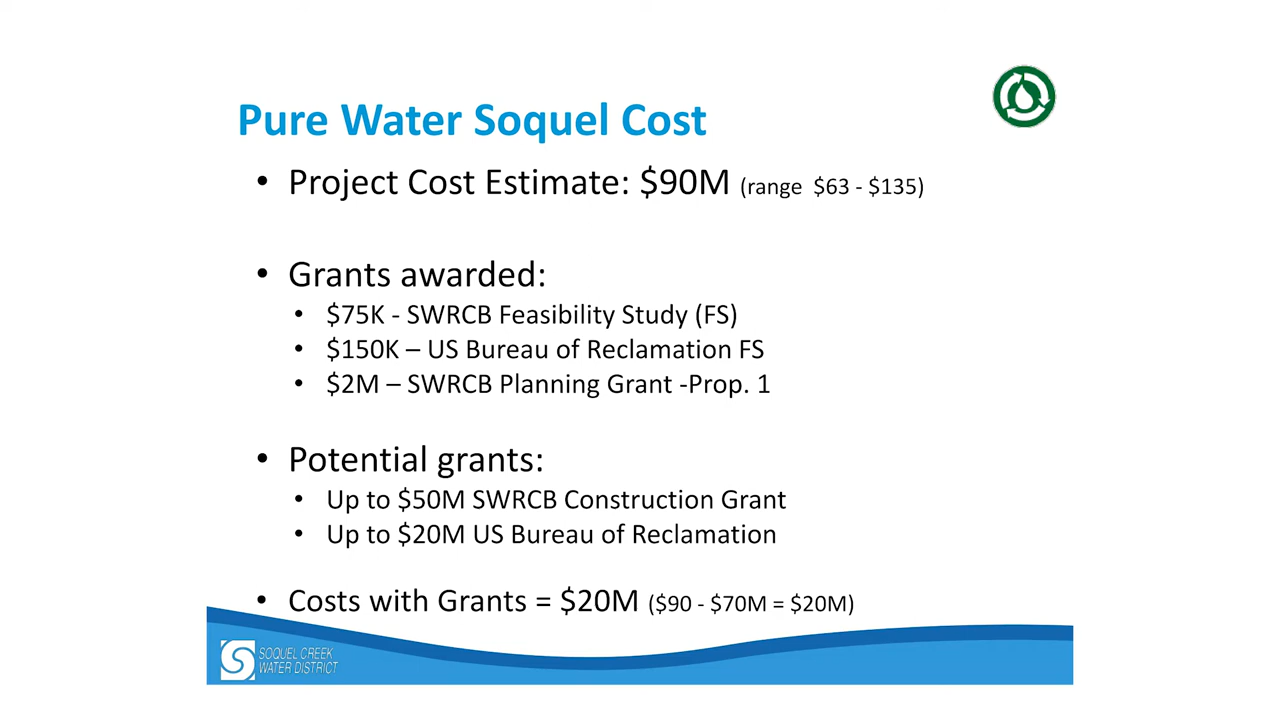 Pure Water Soquel Cost
• Project Cost Estimate: $90M (range $63 - $135)
• Grants awarded:
• $75K - SWRCB Feasibility Study (FS)
• $150K – US Bureau of Reclamation FS
• $2M – SWRCB Planning Grant -Prop. 1
• Potential grants:
• Up to $50M SWRCB Construction Grant
• Up to $20M US Bureau of Reclamation
• Costs with Grants = $20M ($90 - $70M = $20M)
SOQUEL CREEK
WATER DISTRICT